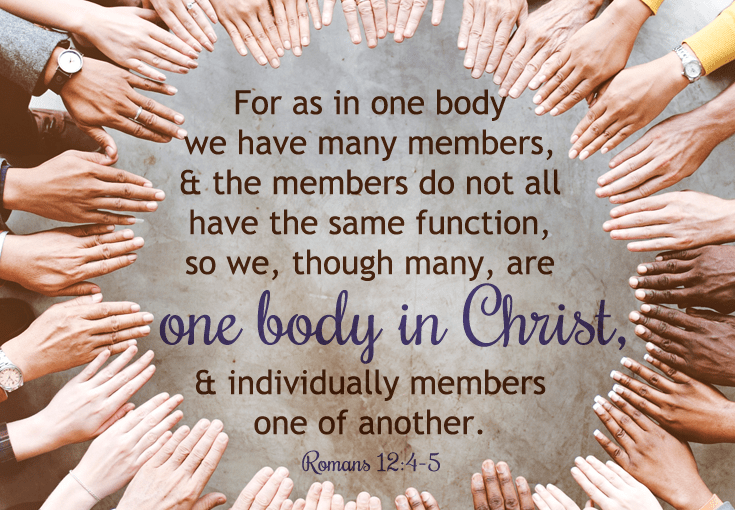 For as in one body
we have many members,
& the members do not all
have the same function,
so we, though many, are
one body in Christ,
& individually members
one of another.
Romans 12:4-5